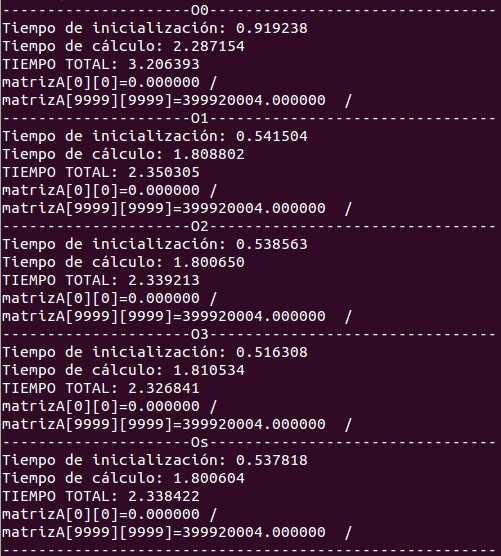 ---------------------O0--------------------------------
Tiempo de inicialización: 0.919238
Tiempo de cálculo: 2.287154
TIEMPO TOTAL: 3.206393
matrizA[0][0]=0.000000 /
matrizA[9999][9999]=399920004.000000  /
---------------------O1--------------------------------
Tiempo de inicialización: 0.541504
Tiempo de cálculo: 1.808802
TIEMPO TOTAL: 2.350305
matrizA[0][0]=0.000000 /
matrizA[9999][9999]=399920004.000000  /
---------------------O2--------------------------------
Tiempo de inicialización: 0.538563
Tiempo de cálculo: 1.800650
TIEMPO TOTAL: 2.339213
matrizA[0][0]=0.000000 /
matrizA[9999][9999]=399920004.000000  /
---------------------O3--------------------------------
Tiempo de inicialización: 0.516308
Tiempo de cálculo: 1.810534
TIEMPO TOTAL: 2.326841
matrizA[0][0]=0.000000 /
matrizA[9999][9999]=399920004.000000  /
---------------------Os--------------------------------
Tiempo de inicialización: 0.537818
Tiempo de cálculo: 1.800604
TIEMPO TOTAL: 2.338422
matrizA[0][0]=0.000000 /
matrizA[9999][9999]=399920004.000000  /
-------------------------------------------------------